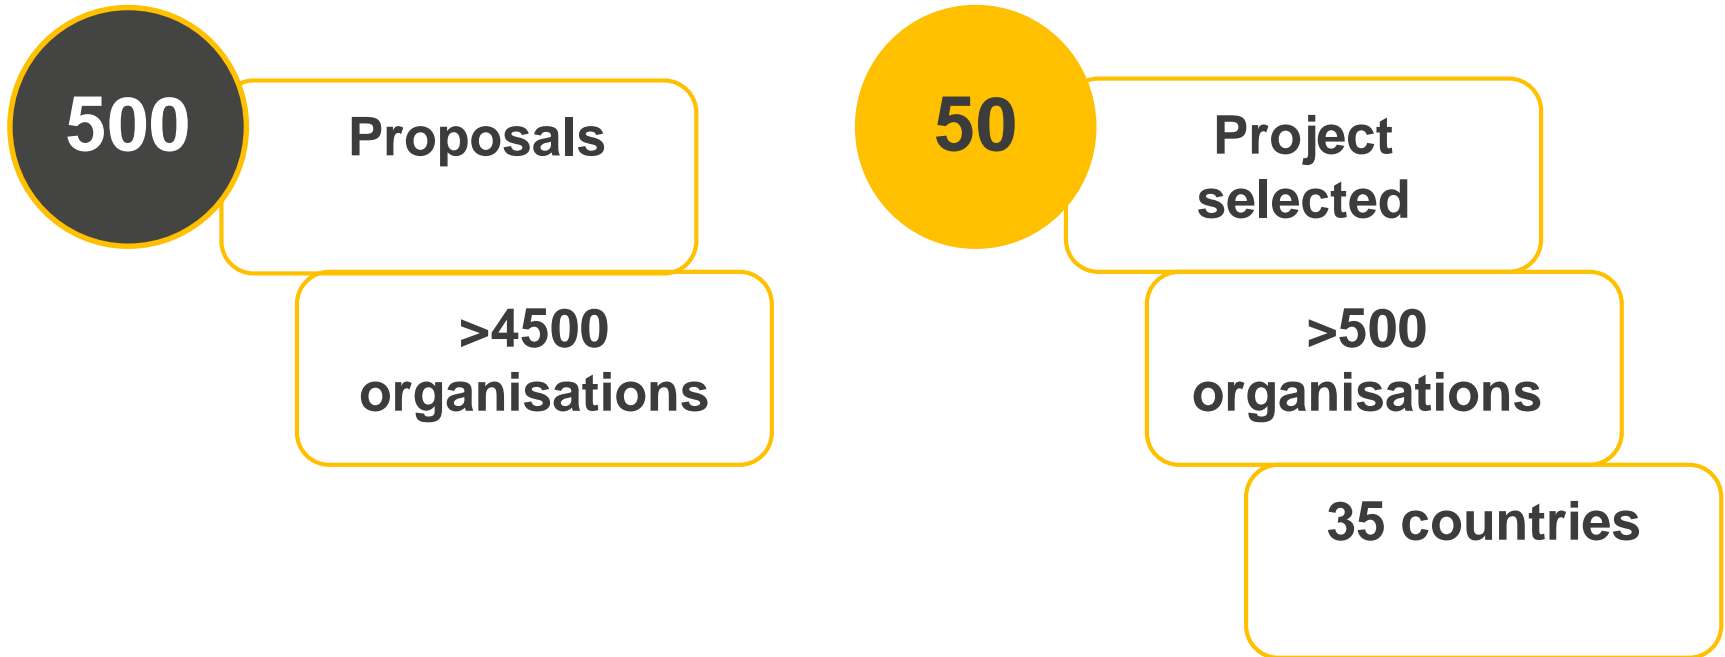 500
Proposals
>4500
organisations
50
Project
selected
>500
organisations
35 countries